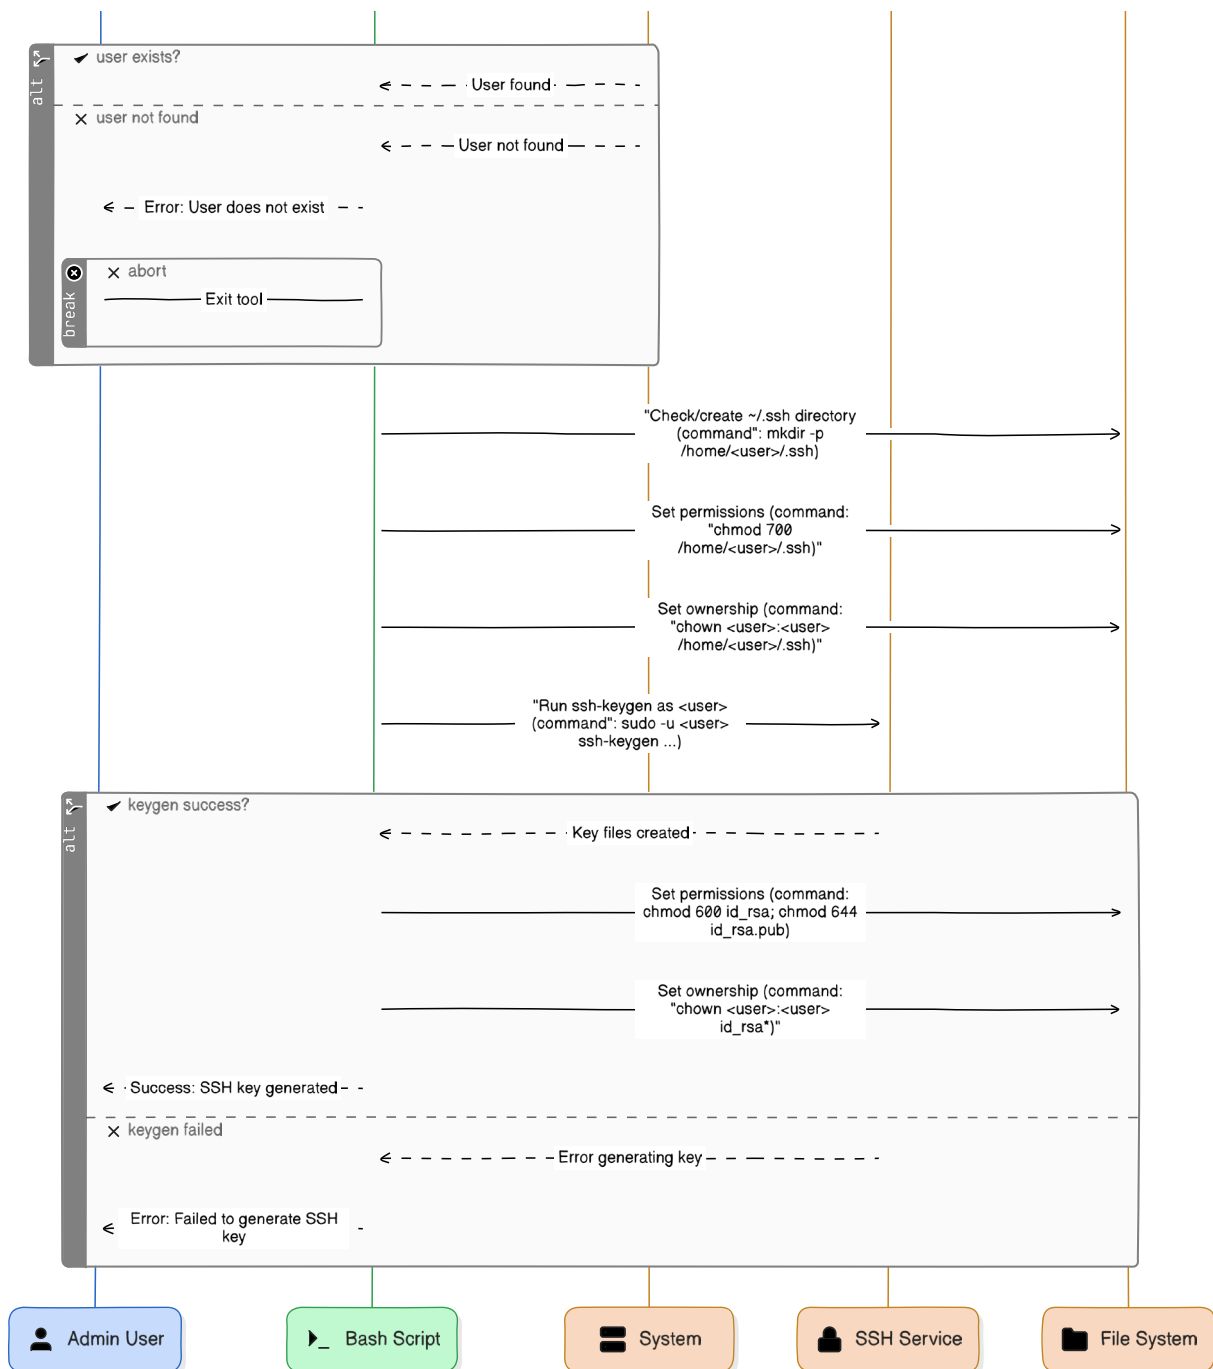 alt
user exists?
User found
user not found
User not found
Error: User does not exist
break
abort
Exit tool
"Check/create ~/.ssh directory
(command": mkdir -p
/home/<user>/.ssh)
Set permissions (command:
"chmod 700
/home/<user>/.ssh)"
Set ownership (command:
"chown <user>:<user>
/home/<user>/.ssh)"
"Run ssh-keygen as <user>
(command": sudo -u <user>
ssh-keygen ...)
alt
keygen success?
Key files created
Set permissions (command:
chmod 600 id_rsa; chmod 644
id_rsa.pub)
Set ownership (command:
"chown <user>:<user>
id_rsa*)"
Success: SSH key generated
keygen failed
Error generating key
Error: Failed to generate SSH
key
Admin User
Bash Script
System
SSH Service
File System